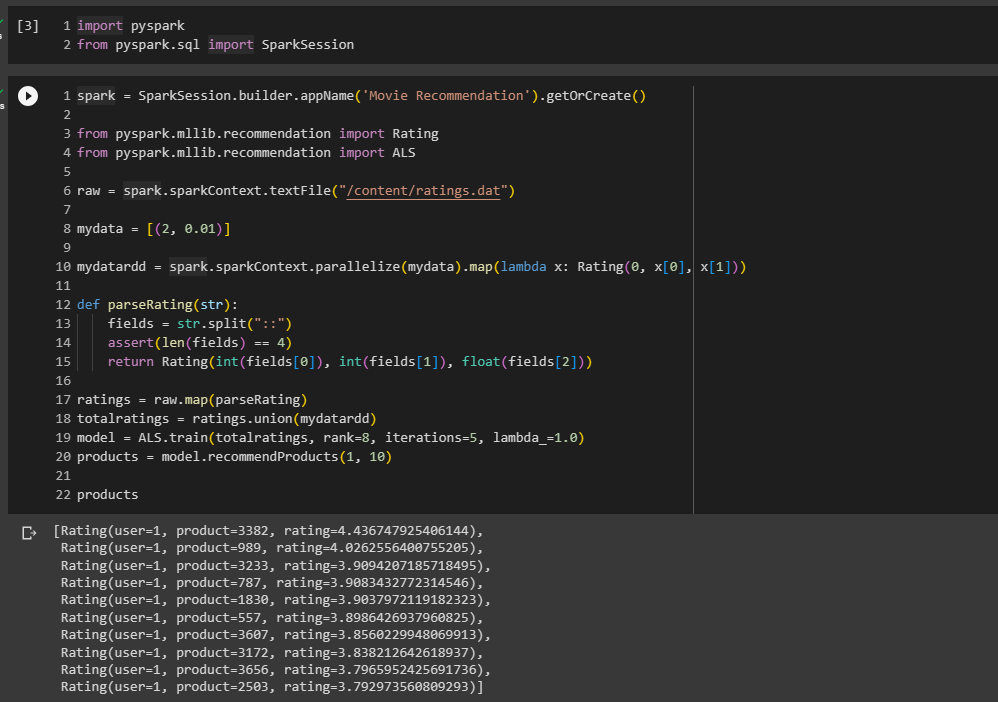 [3] 1 import pyspark
2 from pyspark.sql import SparkSession
1 spark = SparkSession.builder.appName('Movie Recommendation').getOrCreate()
2
3 from pyspark.mllib.recommendation import Rating
4 from pyspark.mllib.recommendation import ALS
5
6 raw = spark.sparkContext.textFile("/content/ratings.dat")
7
8 mydata = [(2, 0.01)]
9
10 mydatardd = spark.sparkContext.parallelize(mydata).map(lambda x: Rating(0, x[0], x[1]))
11
12 def parseRating(str):
13     fields = str.split("::")
14     assert(len(fields) == 4)
15     return Rating(int(fields[0]), int(fields[1]), float(fields[2]))
16
17 ratings = raw.map(parseRating)
18 totalratings = ratings.union(mydatardd)
19 model = ALS.train(totalratings, rank=8, iterations=5, lambda_=1.0)
20 products = model.recommendProducts(1, 10)
21
22 products
[Rating(user=1, product=3382, rating=4.436747925406144),
Rating(user=1, product=989, rating=4.0262556400755205),
Rating(user=1, product=3233, rating=3.9094207185718495),
Rating(user=1, product=787, rating=3.9083432772314546),
Rating(user=1, product=1830, rating=3.9037972119182323),
Rating(user=1, product=557, rating=3.8986426937960825),
Rating(user=1, product=3607, rating=3.8560229948069913),
Rating(user=1, product=3172, rating=3.838212642618937),
Rating(user=1, product=3656, rating=3.7965952425691736),
Rating(user=1, product=2503, rating=3.792973560809293)]